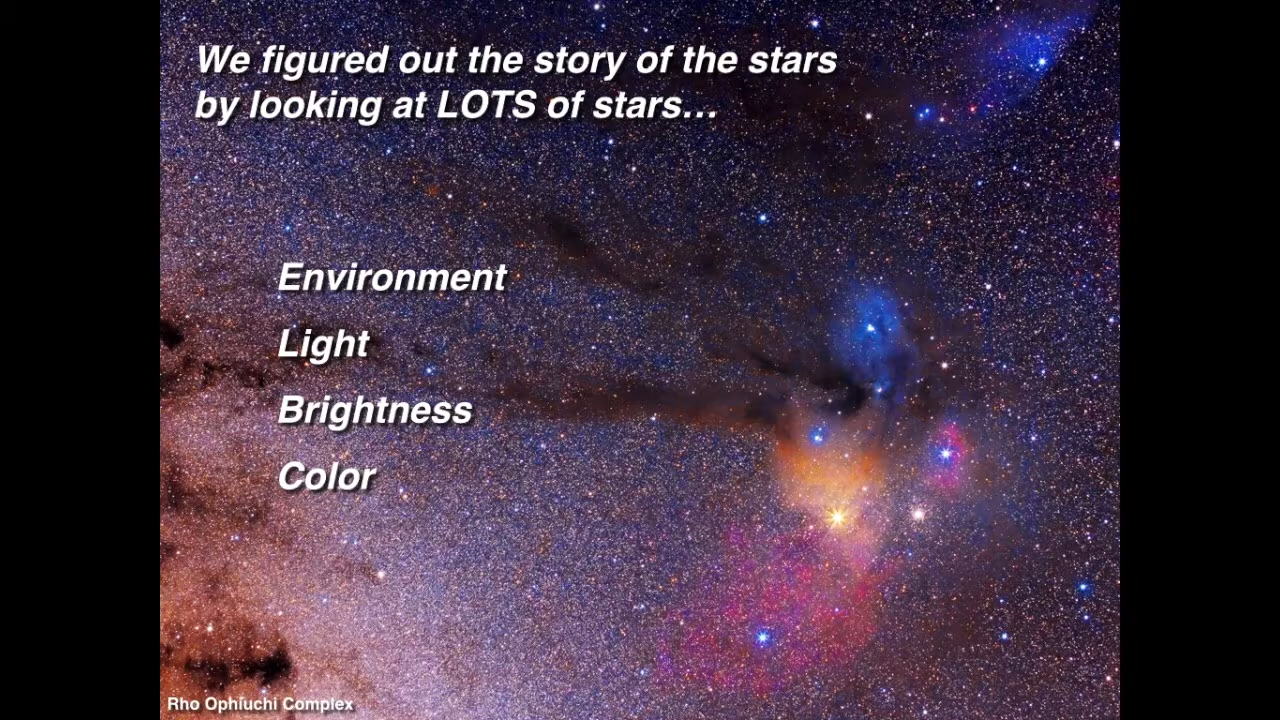 We figured out the story of the stars
by looking at LOTS of stars...
Environment
Light
Brightness
Color
Rho Ophiuchi Complex